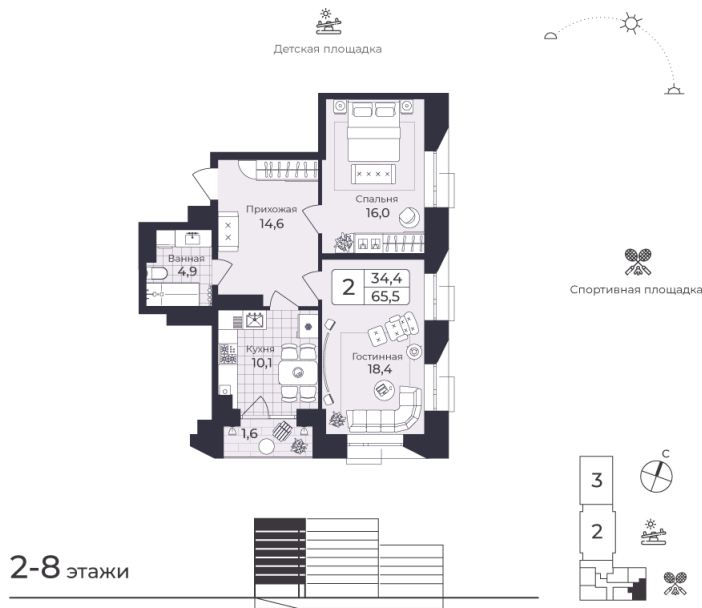 Детская площадка
Спальня
16,0
Прихожая
14,6
Ванная
4,9
2
34,4
65,5
Спортивная площадка
Кухня
10,1
Гостинная
18,4
1,6
С
3
2
2-8 этажи